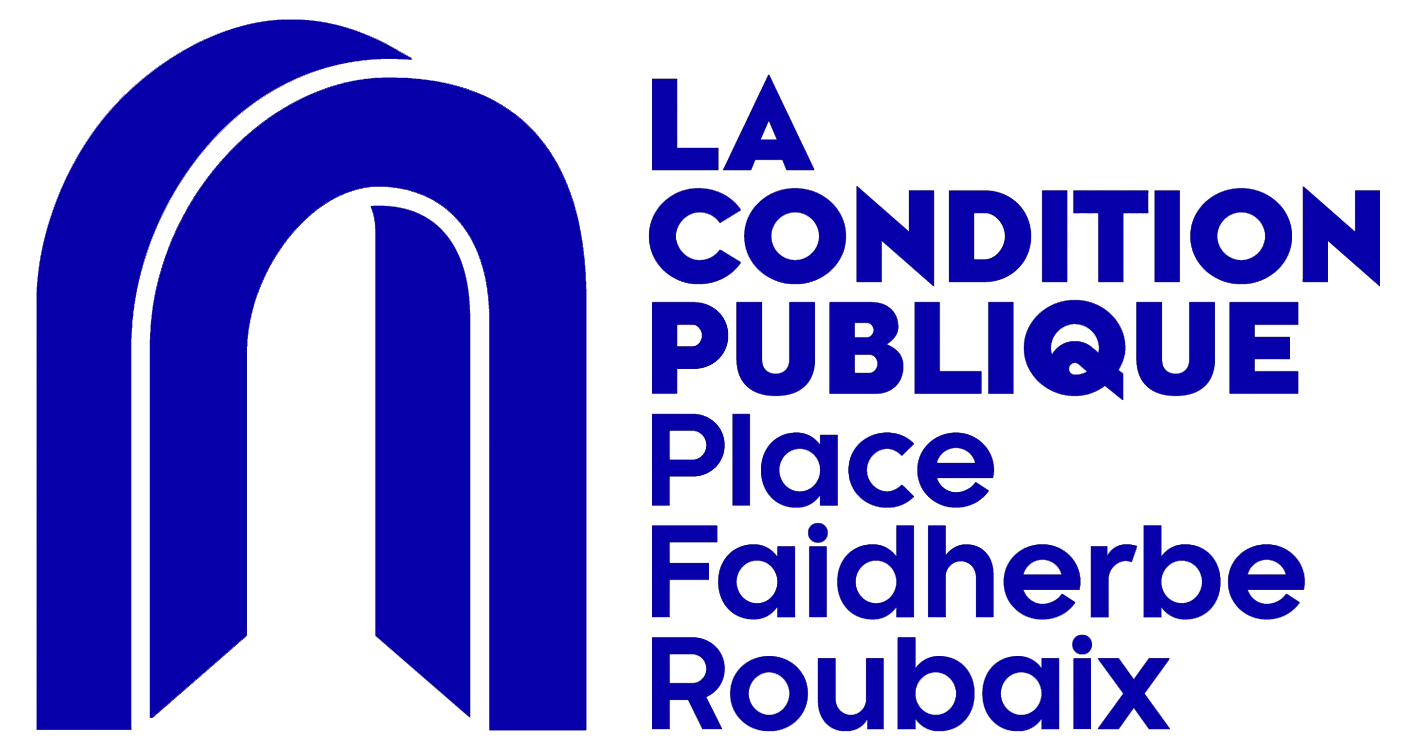 LA
CONDITION
PUBLIQUE
Place
Faidherbe
Roubaix